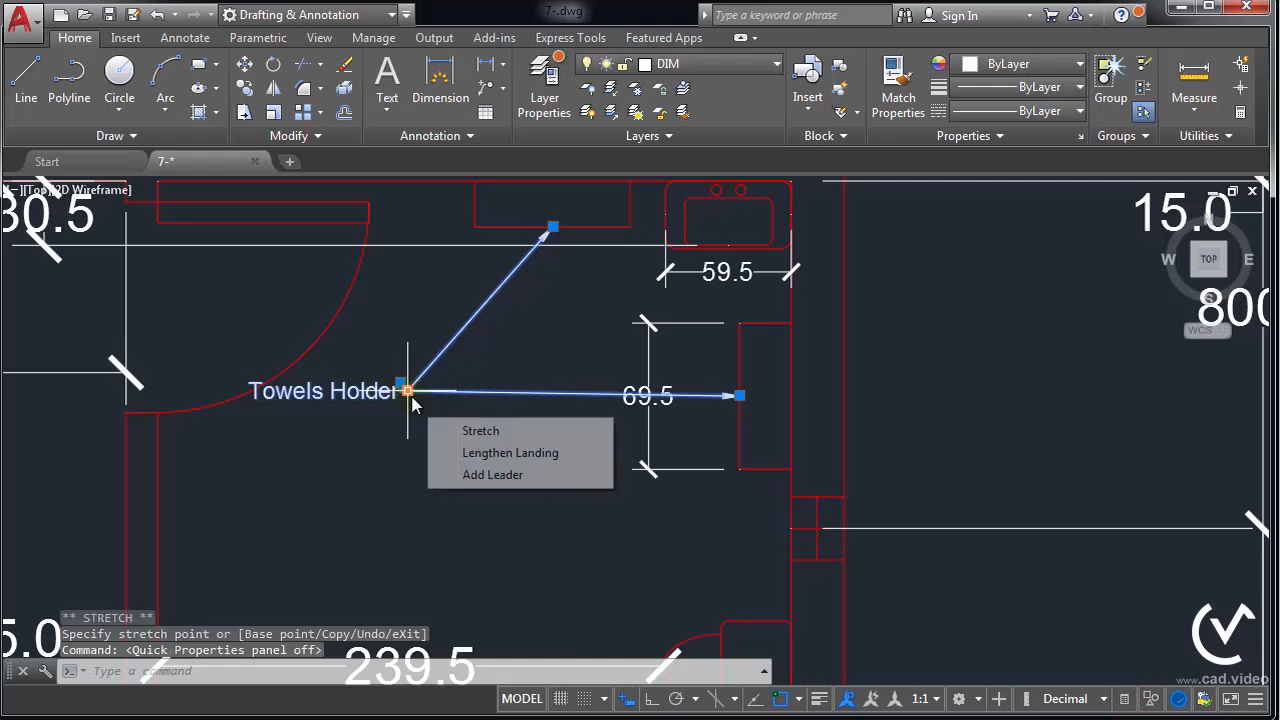 Drafting & Annotation
7-.dwg
Type a keyword or phrase
Sign In
Home
Insert
Annotate
Parametric
View
Manage
Output
Add-ins
Express Tools
Featured Apps
Line
Polyline
Circle
Arc
Text
Dimension
Layer
Properties
DIM
Insert
Match
Properties
ByLayer
ByLayer
ByLayer
Group
Measure
Draw
Modify
Annotation
Layers
Block
Properties
Groups
Utilities
Start
7-*
[Top][2D Wireframe]
30.5
15.0
N
W
TOP
E
S
59.5
800
WCS
Towels Holder
69.5
Stretch
Lengthen Landing
Add Leader
** STRETCH **
Specify stretch point or [Base point/Copy/Undo/eXit]
Command: <Quick Properties panel off>
5.0
239.5
Type a command
www.cad.video
MODEL
1:1
Decimal